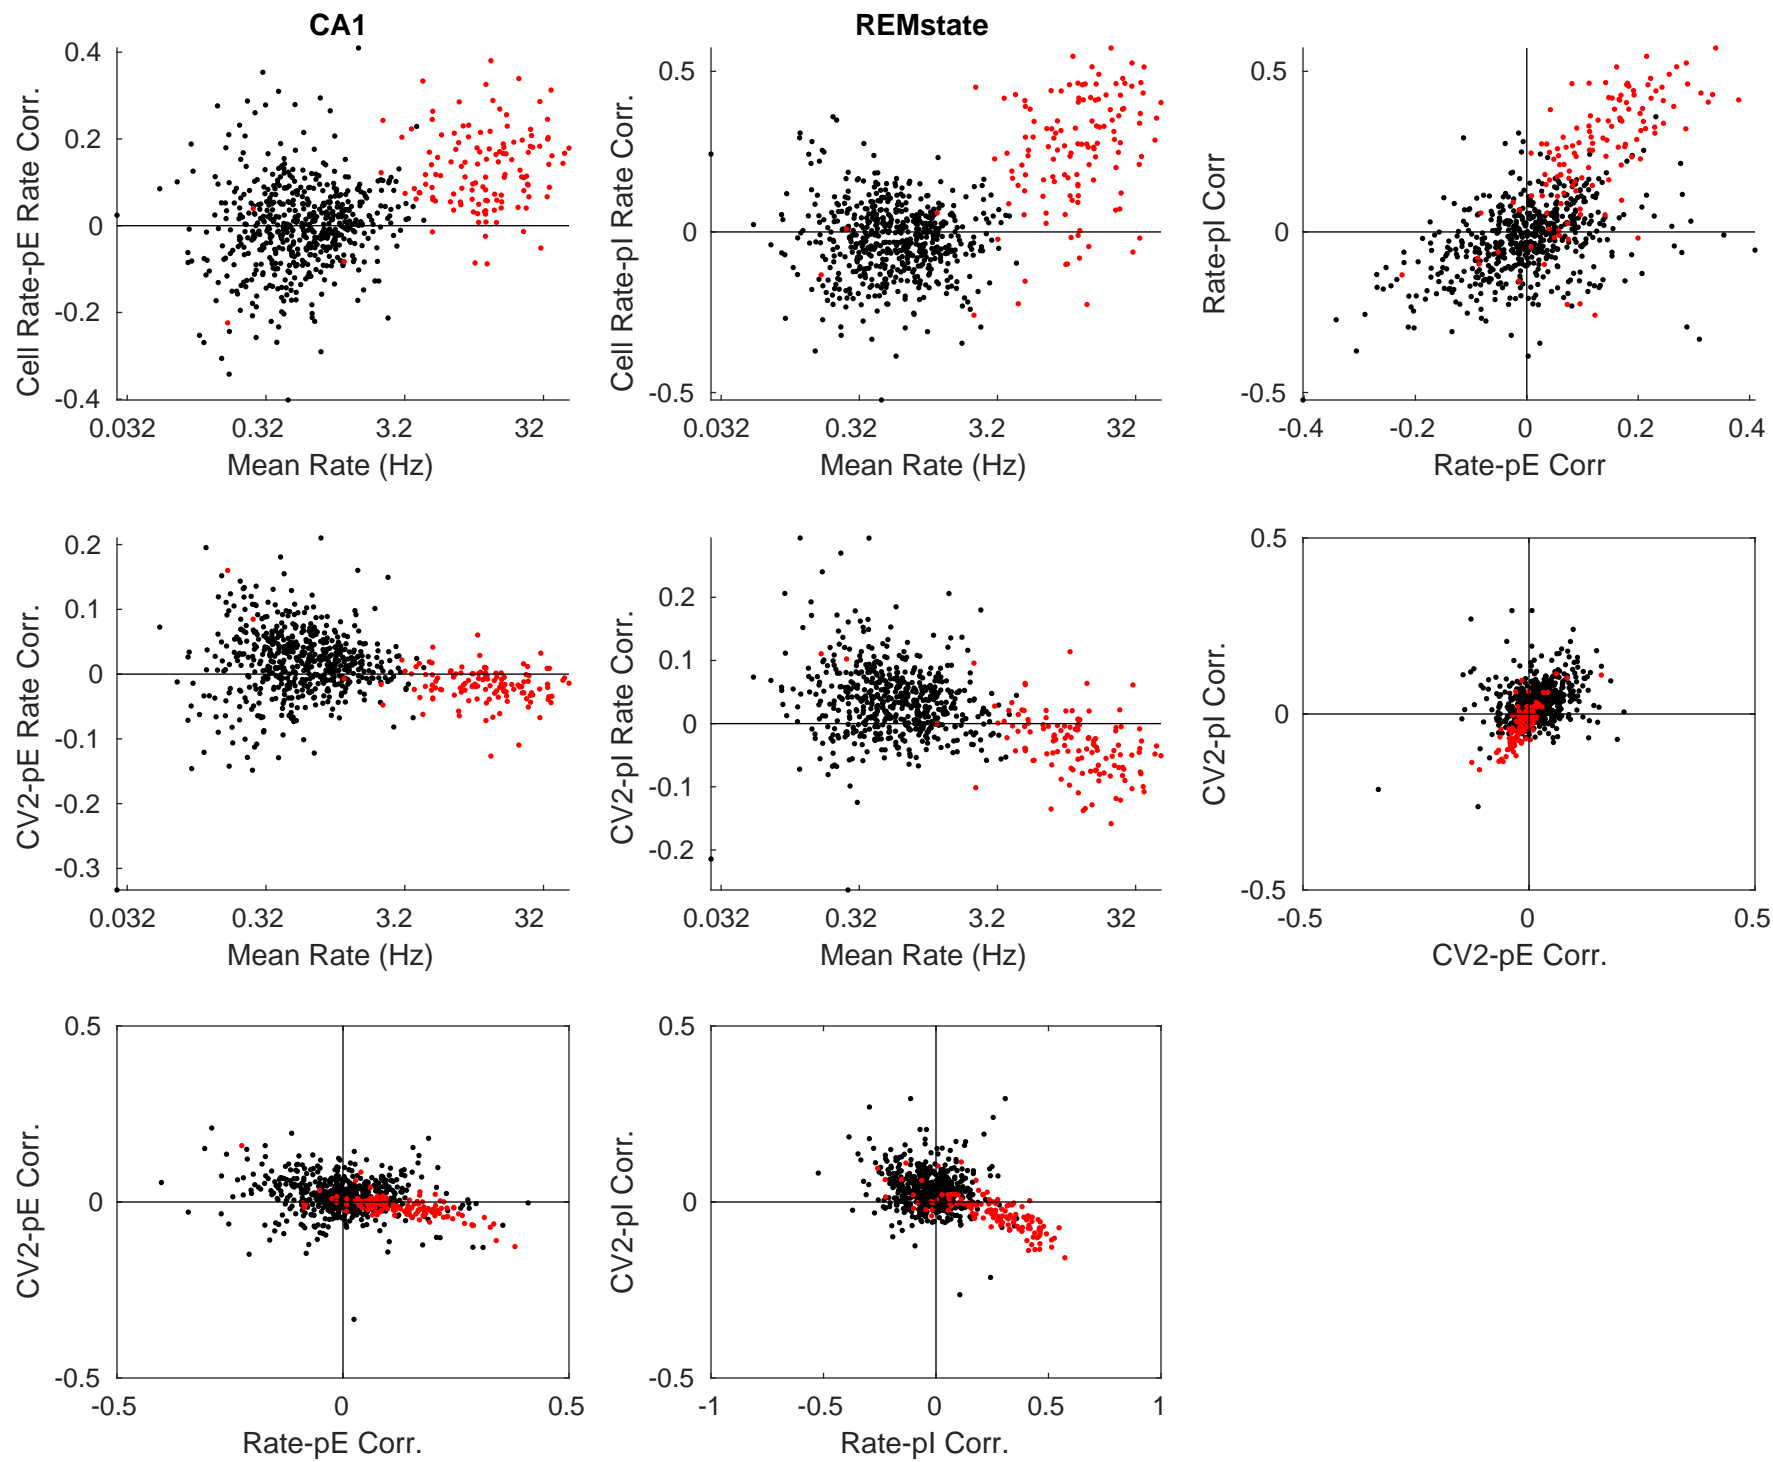 CA1
REMstate
0.4
0.2
0
-0.2
-0.4
Cell Rate-pE Rate Corr.
0.032 0.32 3.2 32
Mean Rate (Hz)
0.5
0
-0.5
Cell Rate-pI Rate Corr.
0.032 0.32 3.2 32
Mean Rate (Hz)
0.5
0
-0.5
Rate-pI Corr
-0.4 -0.2 0 0.2 0.4
Rate-pE Corr
0.2
0.1
0
-0.1
-0.2
-0.3
CV2-pE Rate Corr.
0.032 0.32 3.2 32
Mean Rate (Hz)
0.2
0.1
0
-0.1
-0.2
CV2-pI Rate Corr.
0.032 0.32 3.2 32
Mean Rate (Hz)
0.5
0
-0.5
CV2-pI Corr.
-0.5 0 0.5
CV2-pE Corr.
0.5
0
-0.5
CV2-pE Corr.
-0.5 0 0.5
Rate-pE Corr.
0.5
0
-0.5
CV2-pI Corr.
-1 -0.5 0 0.5 1
Rate-pI Corr.